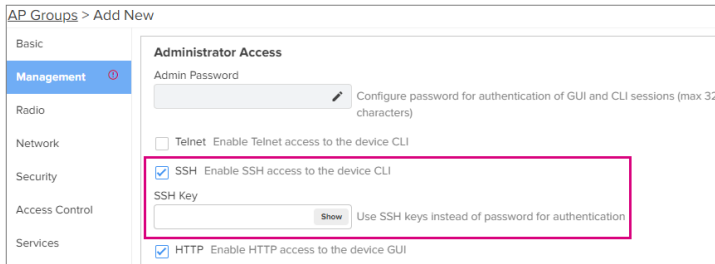 AP Groups > Add New
Basic
Management
Radio
Network
Security
Access Control
Services
Administrator Access
Admin Password
Configure password for authentication of GUI and CLI sessions (max 32
characters)
Telnet Enable Telnet access to the device CLI
SSH Enable SSH access to the device CLI
SSH Key
Show Use SSH keys instead of password for authentication
HTTP Enable HTTP access to the device GUI